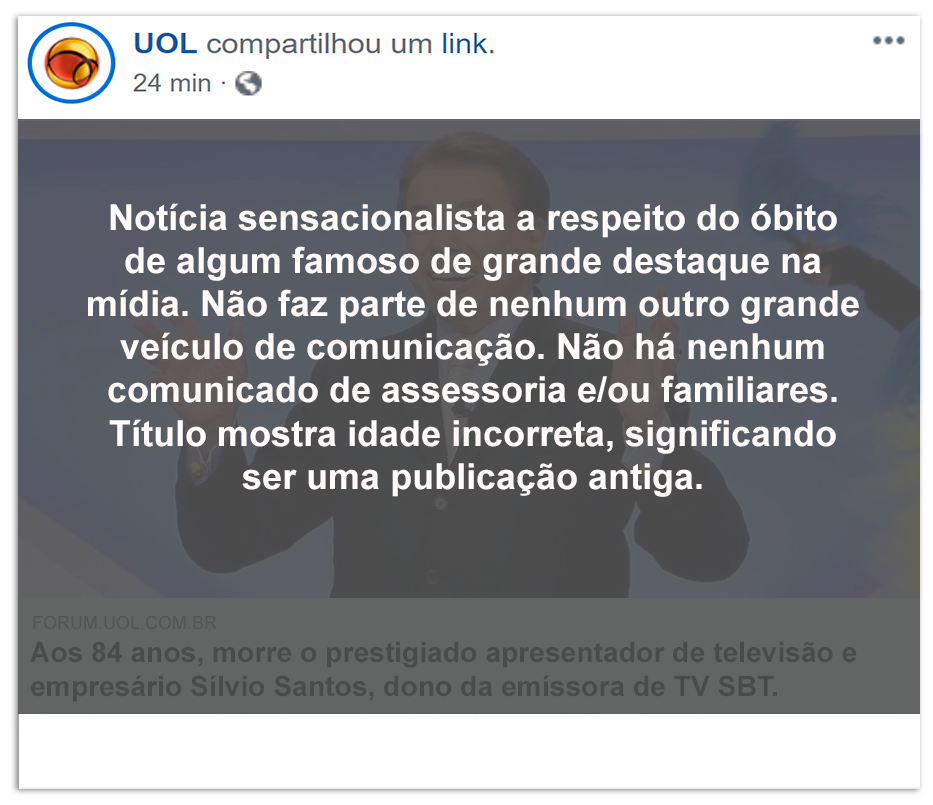 UOL compartilhou um link.
24 min ·
Notícia sensacionalista a respeito do óbito
de algum famoso de grande destaque na
mídia. Não faz parte de nenhum outro grande
veículo de comunicação. Não há nenhum
comunicado de assessoria e/ou familiares.
Título mostra idade incorreta, significando
ser uma publicação antiga.
FORUM.UOL.COM.BR
Aos 84 anos, morre o prestigiado apresentador de televisão e
empresário Sílvio Santos, dono da emíssora de TV SBT.